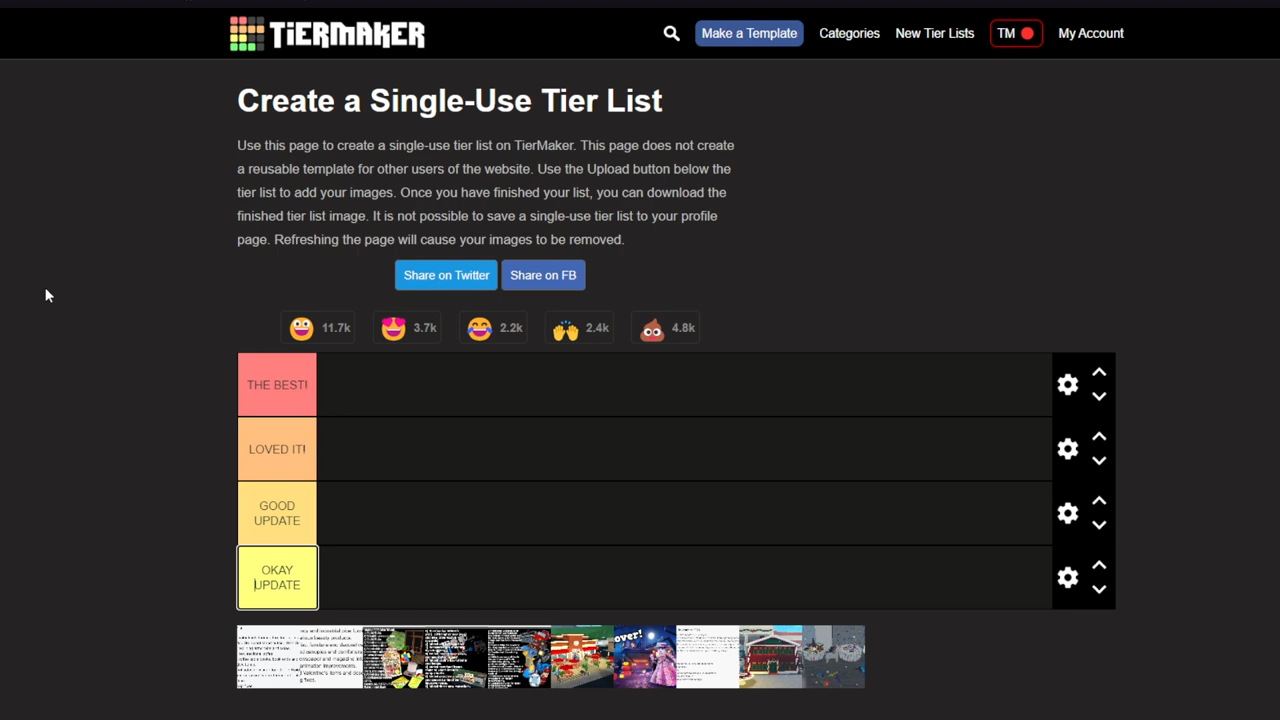 TiERMAKER
Make a Template
Categories
New Tier Lists
TM
My Account
Create a Single-Use Tier List
Use this page to create a single-use tier list on TierMaker. This page does not create
a reusable template for other users of the website. Use the Upload button below the
tier list to add your images. Once you have finished your list, you can download the
finished tier list image. It is not possible to save a single-use tier list to your profile
page. Refreshing the page will cause your images to be removed.
Share on Twitter
Share on FB
11.7k
3.7k
2.2k
2.4k
4.8k
THE BEST!
LOVED IT!
GOOD
UPDATE
OKAY
UPDATE
over!